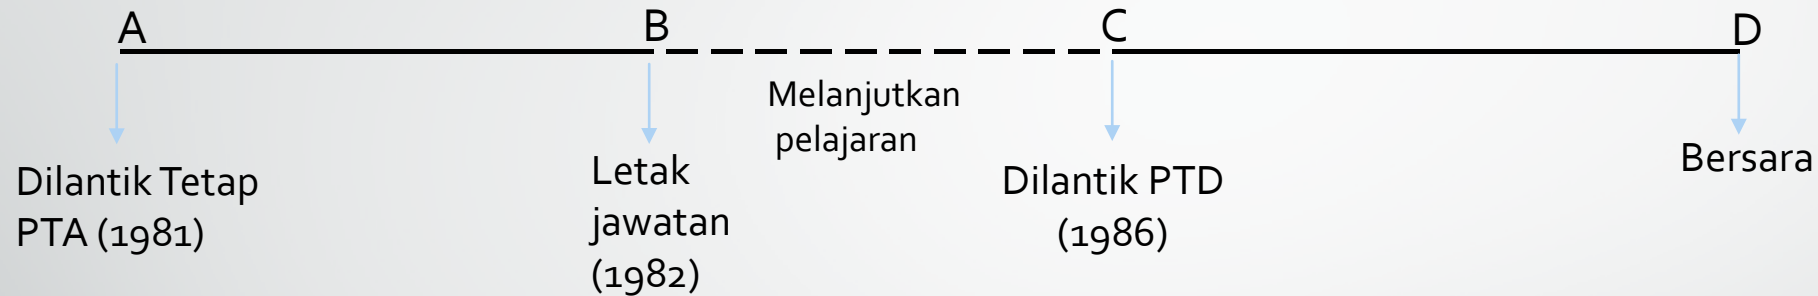 A
B
C
D
Melanjutkan
pelajaran
Dilantik Tetap
PTA (1981)
Letak
jawatan
(1982)
Dilantik PTD
(1986)
Bersara